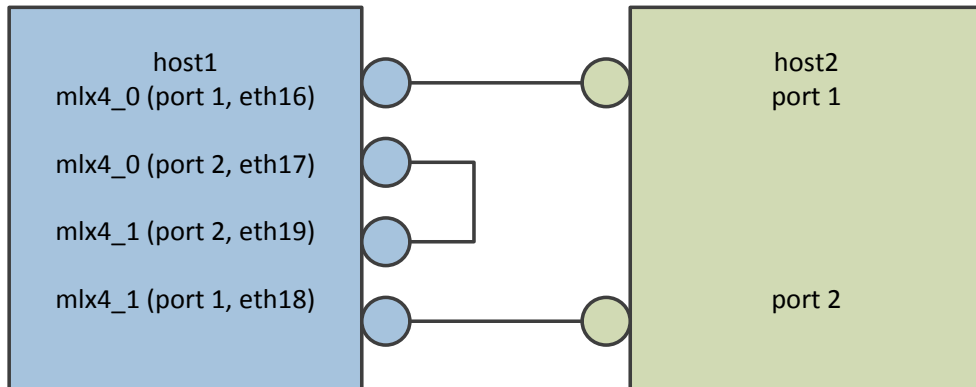 host1
mlx4_0 (port 1, eth16)
mlx4_0 (port 2, eth17)
mlx4_1 (port 2, eth19)
mlx4_1 (port 1, eth18)
host2
port 1
port 2